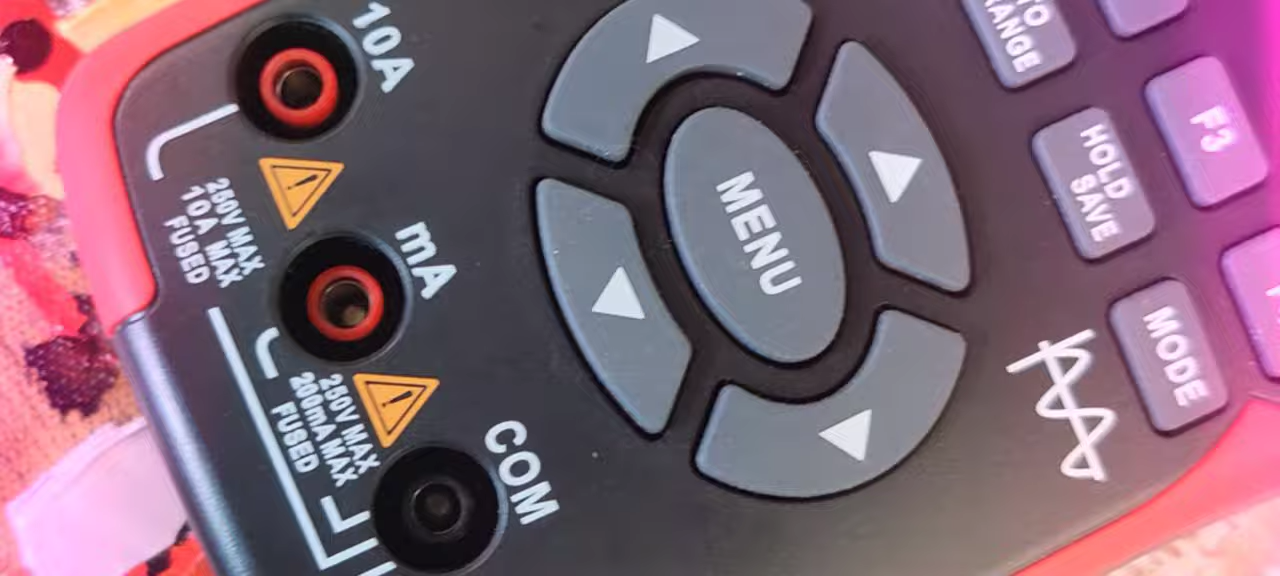 10A
250V MAX
10A MAX
FUSED
mA
250V MAX
200mA MAX
FUSED
COM
MENU
HOLD
SAVE
F3
MODE